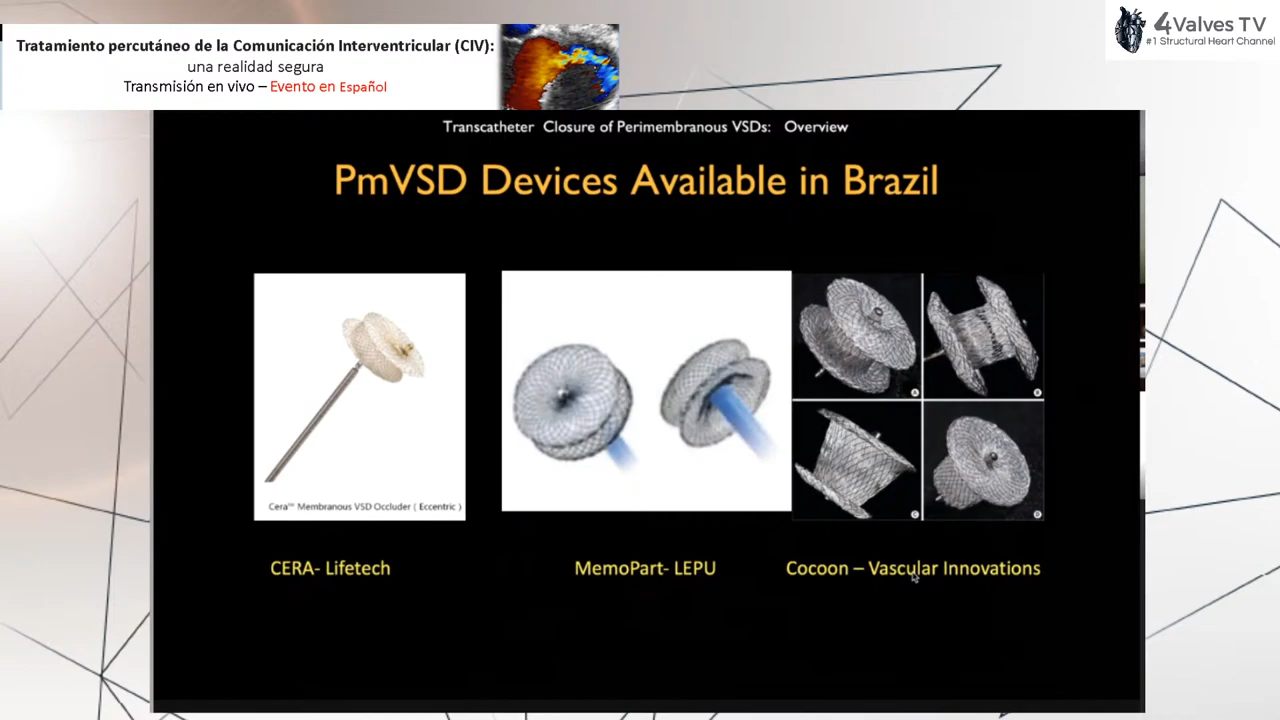 Tratamiento percutáneo de la Comunicación Interventricular (CIV):
una realidad segura
Transmisión en vivo – Evento en Español
4Valves TV
#1 Structural Heart Channel
Transcatheter Closure of Perimembranous VSDs: Overview
PmVSD Devices Available in Brazil
Cera™ Membranous VSD Occluder ( Eccentric )
A
B
C
D
CERA- Lifetech
MemoPart- LEPU
Cocoon – Vascular Innovations